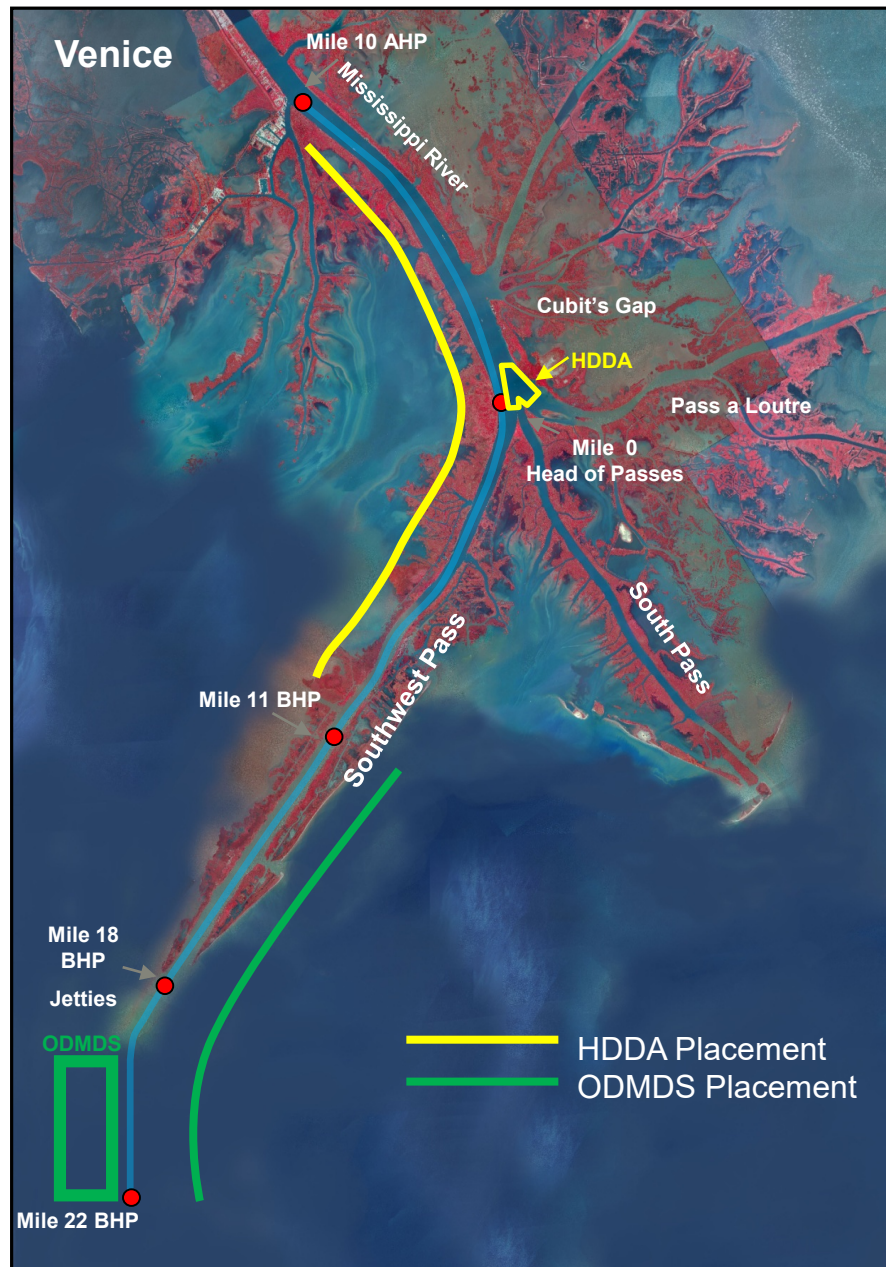 Venice
Mile 10 AHP
Mississippi River
Cubit's Gap
HDDA
Pass a Loutre
Mile 0
Head of Passes
South Pass
Southwest Pass
Mile 11 BHP
Mile 18
BHP
Jetties
ODMDS
HDDA Placement
ODMDS Placement
Mile 22 BHP